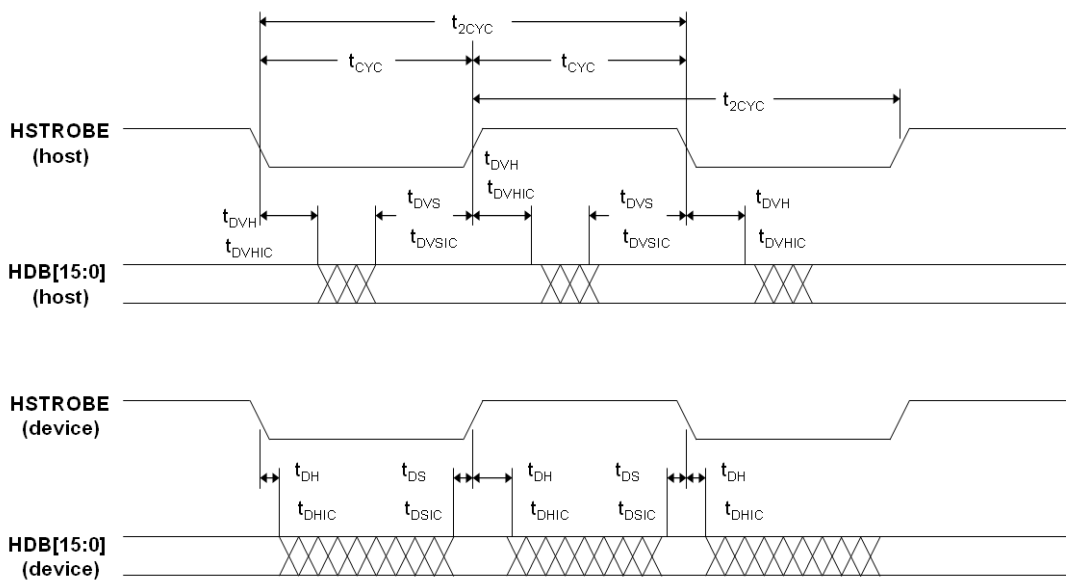 t2CYC
tCYC tCYC
t2CYC
HSTROBE
(host)
tDVH
tDVHIC
tDVS tDVS tDVH
tDVH
tDVSIC tDVSIC tDVHIC
tDVHIC
HDB[15:0]
(host)
HSTROBE
(device)
tDH tDS tDH tDS tDH
tDHIC tDSIC tDHIC tDSIC tDHIC
HDB[15:0]
(device)